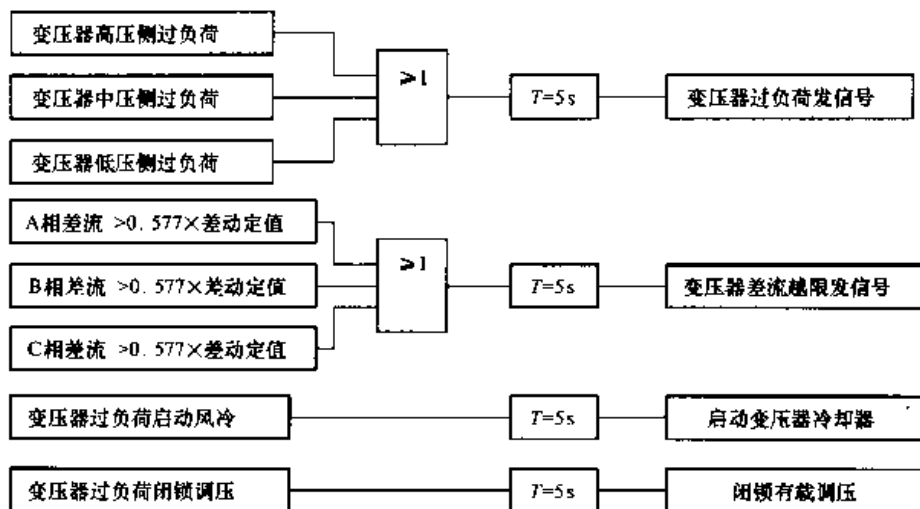 变压器高压侧过负荷
变压器中压侧过负荷
变压器低压侧过负荷
≥1
T=5s
变压器过负荷发信号
A相差流 >0.577×差动定值
B相差流 >0.577×差动定值
C相差流 >0.577×差动定值
≥1
T=5s
变压器差流越限发信号
变压器过负荷启动风冷
T=5s
启动变压器冷却器
变压器过负荷闭锁调压
T=5s
闭锁有载调压